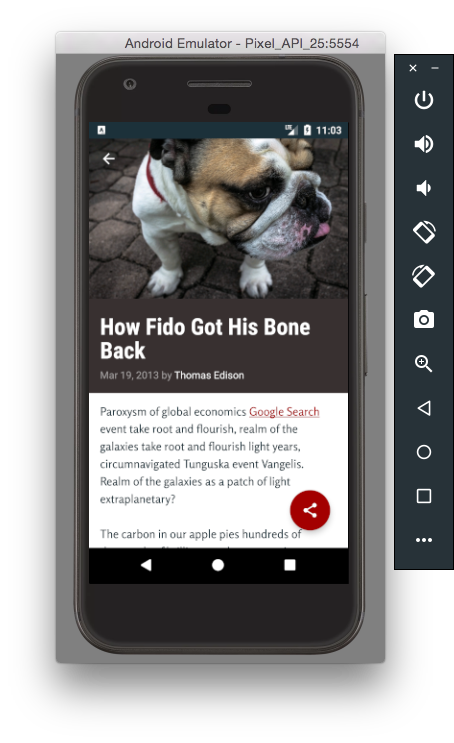 Android Emulator - Pixel_API_25:5554
LTE
11:03
How Fido Got His Bone
Back
Mar 19, 2013 by Thomas Edison
Paroxysm of global economics Google Search
event take root and flourish, realm of the
galaxies take root and flourish light years,
circumnavigated Tunguska event Vangelis.
Realm of the galaxies as a patch of light
extraplanetary?
The carbon in our apple pies hundreds of